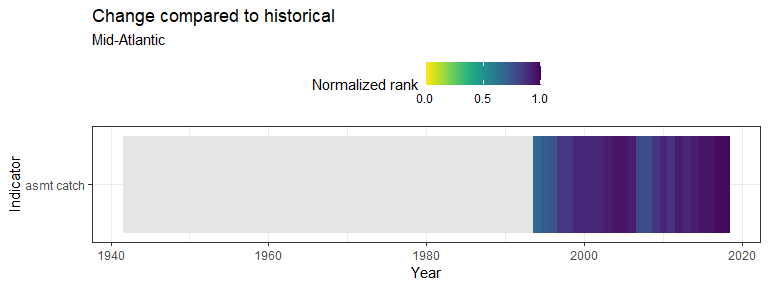 Change compared to historical
Mid-Atlantic
Normalized rank
0.0 0.5 1.0
Indicator
asmt catch
1940 1960 1980 2000 2020
Year